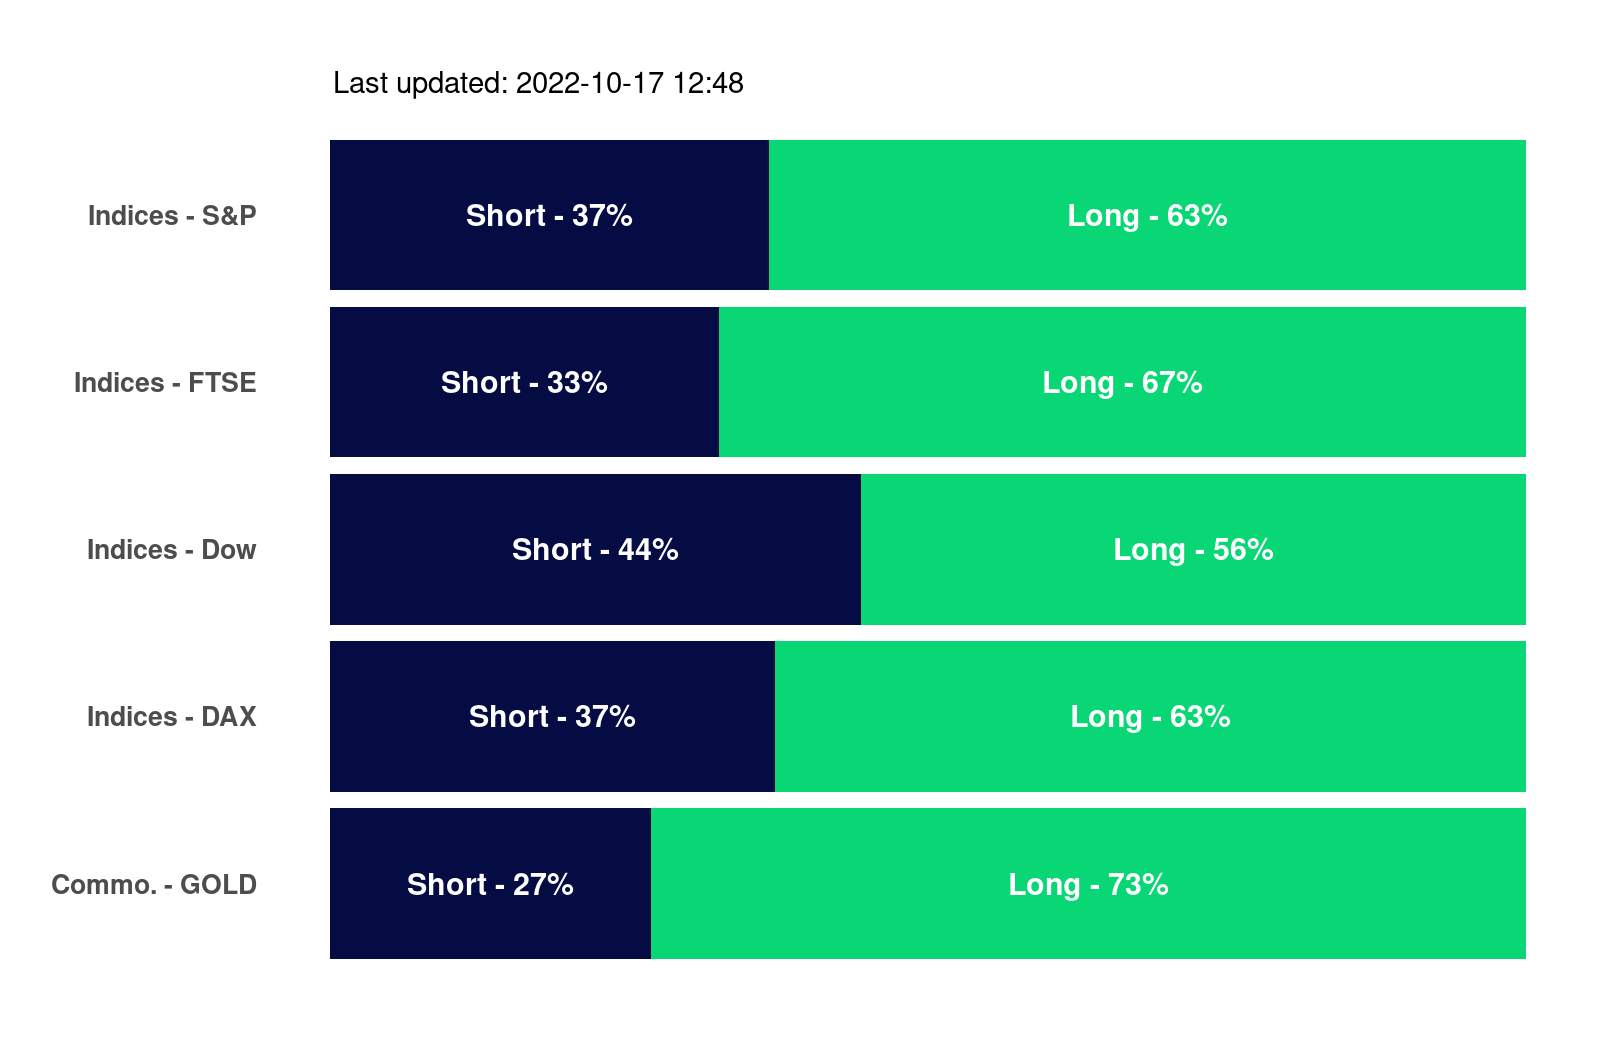 Last updated: 2022-10-17 12:48
Indices - S&P Short - 37% Long - 63%
Indices - FTSE Short - 33% Long - 67%
Indices - Dow Short - 44% Long - 56%
Indices - DAX Short - 37% Long - 63%
Commo. - GOLD Short - 27% Long - 73%